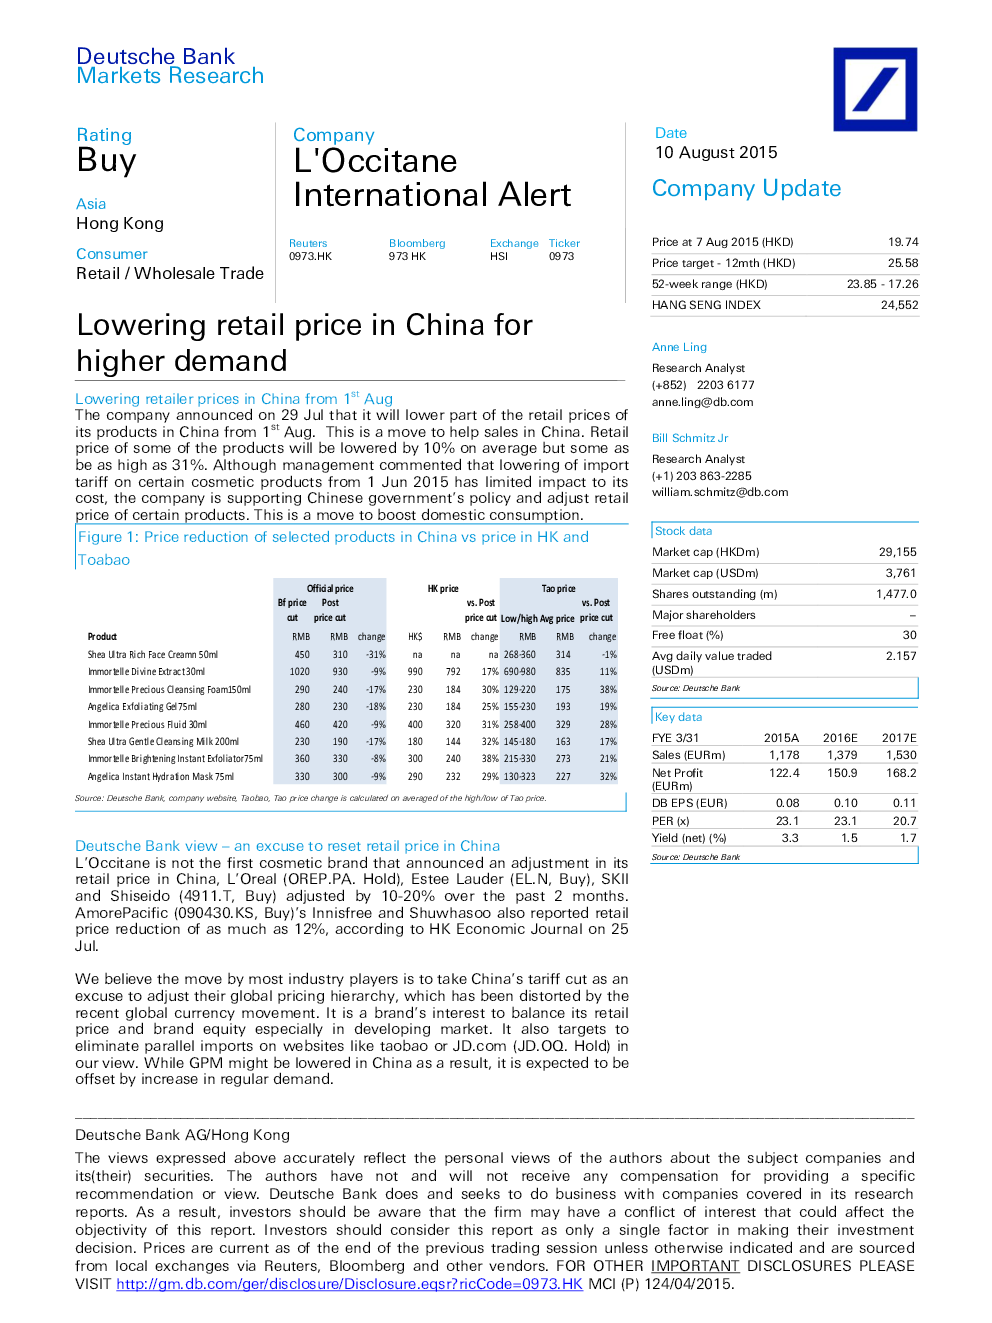 Deutsche Bank
Markets Research
Rating
Buy
Asia
Hong Kong
Consumer
Retail / Wholesale Trade
Company
L'Occitane
International Alert
Reuters Bloomberg Exchange Ticker
0973.HK 973 HK HSI 0973
Date
10 August 2015
Company Update
Price at 7 Aug 2015 (HKD) 19.74
Price target - 12mth (HKD) 25.58
52-week range (HKD) 23.85 - 17.26
HANG SENG INDEX 24,552
Lowering retail price in China for
higher demand
Lowering retailer prices in China from 1st Aug
The company announced on 29 Jul that it will lower part of the retail prices of
its products in China from 1st Aug. This is a move to help sales in China. Retail
price of some of the products will be lowered by 10% on average but some as
be as high as 31%. Although management commented that lowering of import
tariff on certain cosmetic products from 1 Jun 2015 has limited impact to its
cost, the company is supporting Chinese government's policy and adjust retail
price of certain products. This is a move to boost domestic consumption.
Figure 1: Price reduction of selected products in China vs price in HK and
Toabao
Official price HK price Tao price
Bf price Post vs. Post vs. Post
cut price cut price cut Low/high Avg price price cut
Product RMB RMB change HK$ RMB change RMB RMB change
Shea Ultra Rich Face Creamn 50ml 450 310 -31% na na na 268-360 314 -1%
Immortelle Divine Extract30ml 1020 930 -9% 990 792 17% 690-980 835 11%
Immortelle Precious Cleansing Foam150ml 290 240 -17% 230 184 30% 129-220 175 38%
Angelica Exfoliating Gel75ml 280 230 -18% 230 184 25% 155-230 193 19%
Immortelle Precious Fluid 30ml 460 420 -9% 400 320 31% 258-400 329 28%
Shea Ultra Gentle Cleansing Milk 200ml 230 190 -17% 180 144 32% 145-180 163 17%
Immortelle Brightening Instant Exfoliator75ml 360 330 -8% 300 240 38% 215-330 273 21%
Angelica Instant Hydration Mask 75ml 330 300 -9% 290 232 29% 130-323 227 32%
Source: Deutsche Bank, company website, Taobao, Tao price change is calculated on averaged of the high/low of Tao price.
Deutsche Bank view – an excuse to reset retail price in China
L'Occitane is not the first cosmetic brand that announced an adjustment in its
retail price in China, L'Oreal (OREP.PA. Hold), Estee Lauder (EL.N, Buy), SKII
and Shiseido (4911.T, Buy) adjusted by 10-20% over the past 2 months.
AmorePacific (090430.KS, Buy)'s Innisfree and Shuwhasoo also reported retail
price reduction of as much as 12%, according to HK Economic Journal on 25
Jul.
We believe the move by most industry players is to take China's tariff cut as an
excuse to adjust their global pricing hierarchy, which has been distorted by the
recent global currency movement. It is a brand's interest to balance its retail
price and brand equity especially in developing market. It also targets to
eliminate parallel imports on websites like taobao or JD.com (JD.OQ. Hold) in
our view. While GPM might be lowered in China as a result, it is expected to be
offset by increase in regular demand.
Anne Ling
Research Analyst
(+852) 2203 6177
anne.ling@db.com
Bill Schmitz Jr
Research Analyst
(+1) 203 863-2285
william.schmitz@db.com
Stock data
Market cap (HKDm) 29,155
Market cap (USDm) 3,761
Shares outstanding (m) 1,477.0
Major shareholders –
Free float (%) 30
Avg daily value traded 2.157
(USDm)
Source: Deutsche Bank
Key data
FYE 3/31 2015A 2016E 2017E
Sales (EURm) 1,178 1,379 1,530
Net Profit 122.4 150.9 168.2
(EURm)
DB EPS (EUR) 0.08 0.10 0.11
PER (x) 23.1 23.1 20.7
Yield (net) (%) 3.3 1.5 1.7
Source: Deutsche Bank
Deutsche Bank AG/Hong Kong
The views expressed above accurately reflect the personal views of the authors about the subject companies and
its(their) securities. The authors have not and will not receive any compensation for providing a specific
recommendation or view. Deutsche Bank does and seeks to do business with companies covered in its research
reports. As a result, investors should be aware that the firm may have a conflict of interest that could affect the
objectivity of this report. Investors should consider this report as only a single factor in making their investment
decision. Prices are current as of the end of the previous trading session unless otherwise indicated and are sourced
from local exchanges via Reuters, Bloomberg and other vendors. FOR OTHER IMPORTANT DISCLOSURES PLEASE
VISIT http://gm.db.com/ger/disclosure/Disclosure.eqsr?ricCode=0973.HK MCI (P) 124/04/2015.